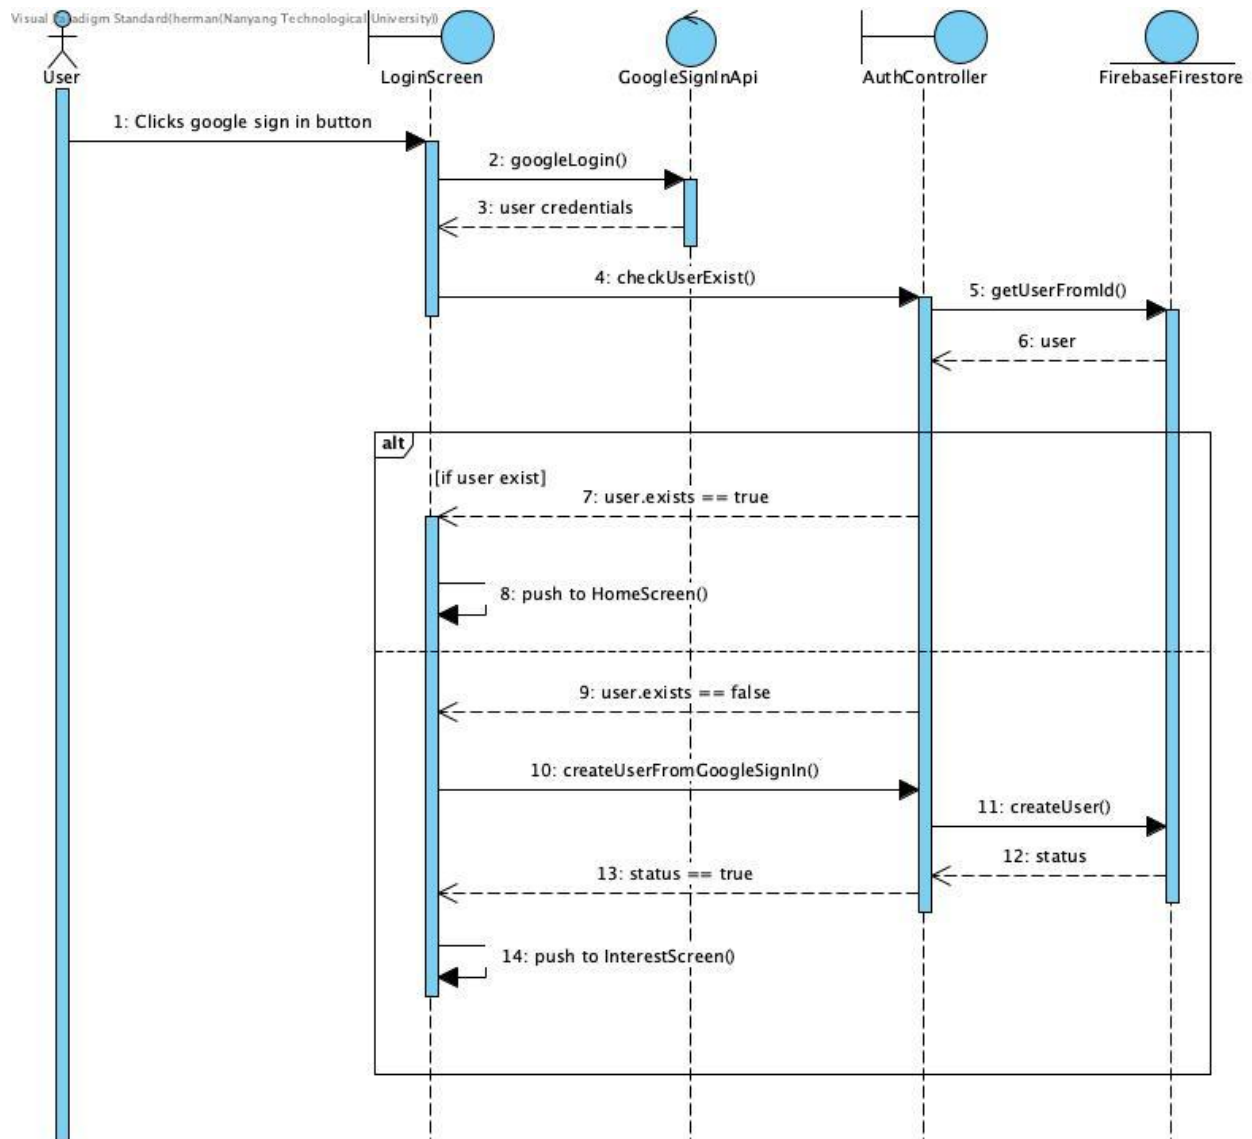 Visual Paradigm Standard(herman(Nanyang Technological University))
User
LoginScreen
GoogleSignInApi
AuthController
FirebaseFirestore
1: Clicks google sign in button
2: googleLogin()
3: user credentials
4: checkUserExist()
5: getUserFromId()
6: user
alt
[if user exist]
7: user.exists == true
8: push to HomeScreen()
9: user.exists == false
10: createUserFromGoogleSignIn()
11: createUser()
12: status
13: status == true
14: push to InterestScreen()